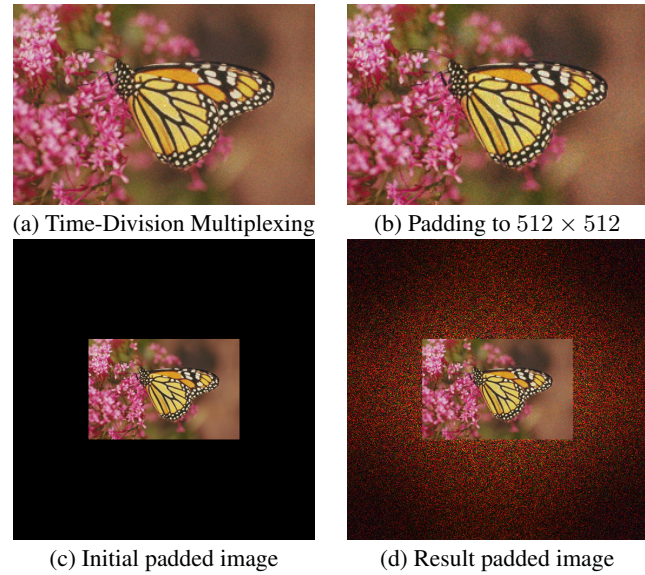 (a) Time-Division Multiplexing
(b) Padding to 512 × 512
(c) Initial padded image
(d) Result padded image